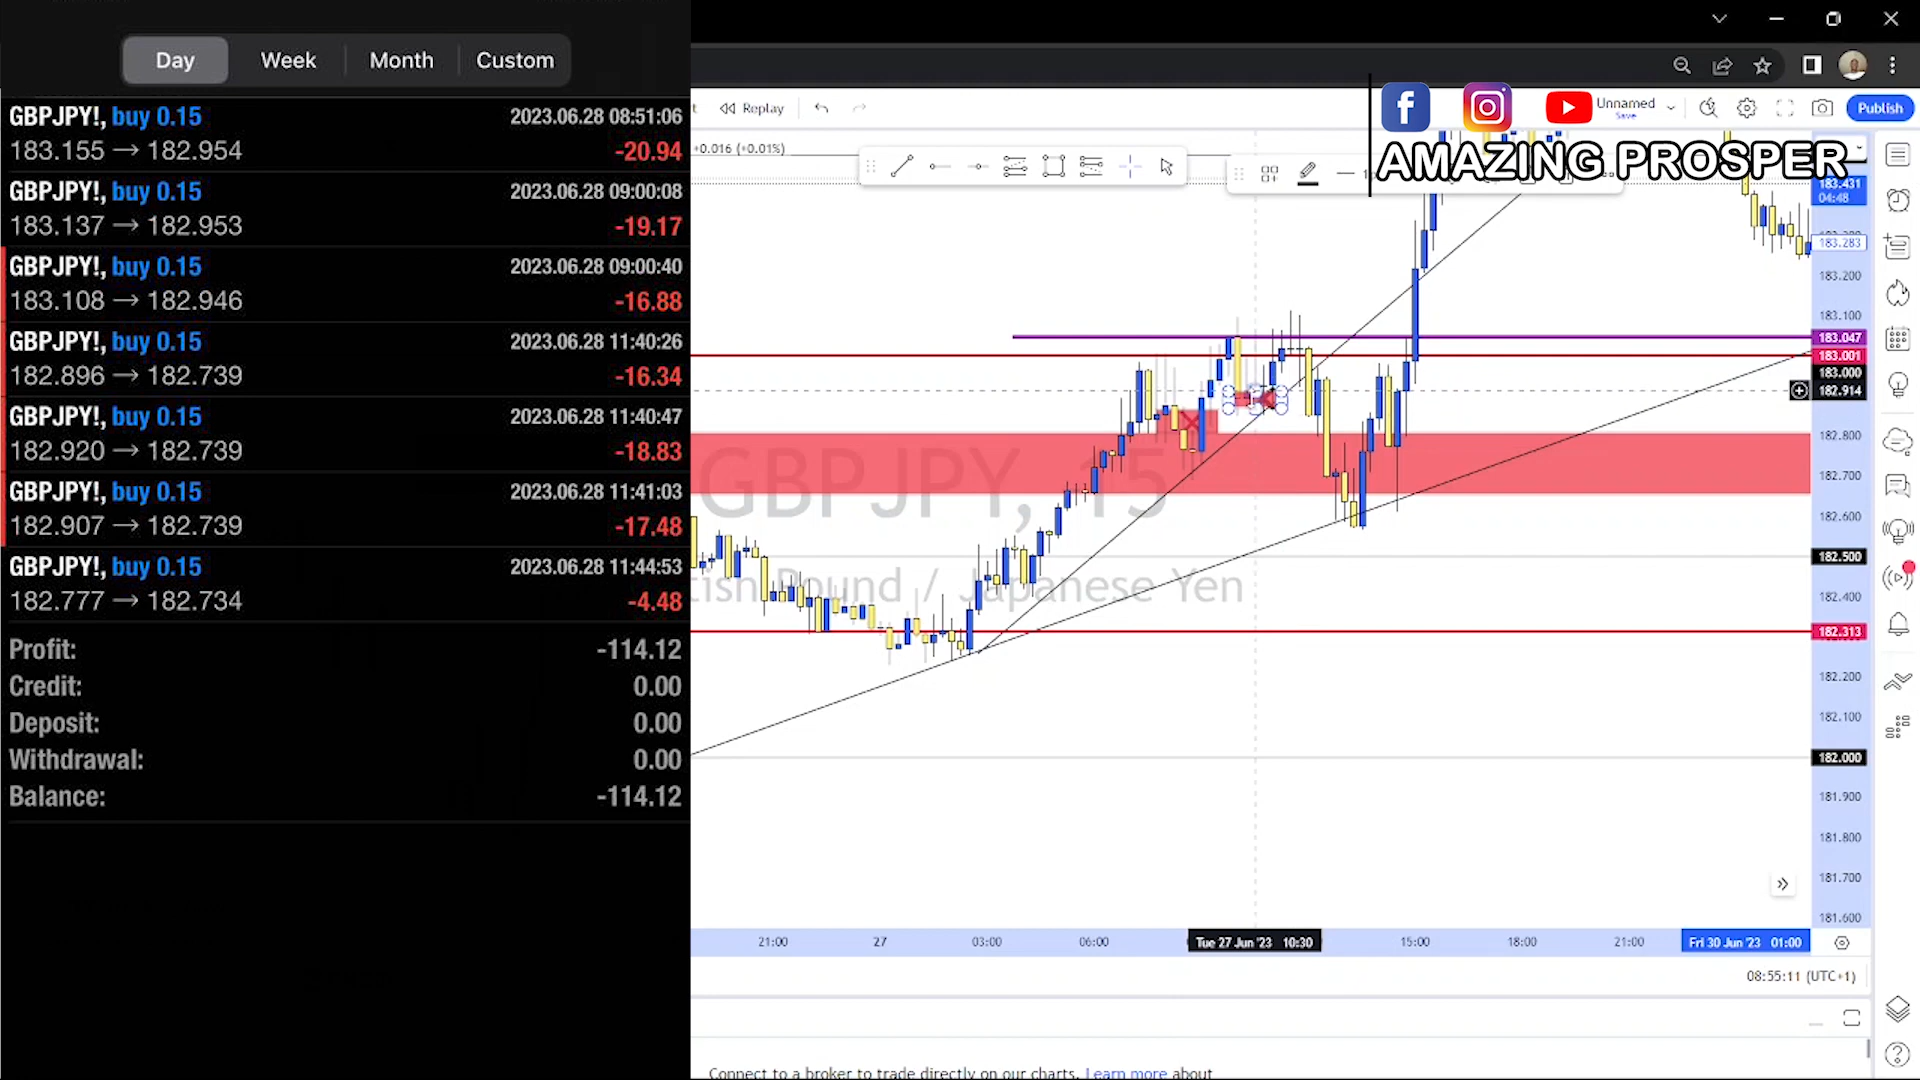 Day Week Month Custom
GBPJPY!, buy 0.15 2023.06.28 08:51:06
183.155 → 182.954 -20.94
GBPJPY!, buy 0.15 2023.06.28 09:00:08
183.137 → 182.953 -19.17
GBPJPY!, buy 0.15 2023.06.28 09:00:40
183.108 → 182.946 -16.88
GBPJPY!, buy 0.15 2023.06.28 11:40:26
182.896 → 182.739 -16.34
GBPJPY!, buy 0.15 2023.06.28 11:40:47
182.920 → 182.739 -18.83
GBPJPY!, buy 0.15 2023.06.28 11:41:03
182.907 → 182.739 -17.48
GBPJPY!, buy 0.15 2023.06.28 11:44:53
182.777 → 182.734 -4.48
Profit: -114.12
Credit: 0.00
Deposit: 0.00
Withdrawal: 0.00
Balance: -114.12
Replay
Unnamed
Save
Publish
+0.016 (+0.01%)
AMAZING PROSPER
183.431
04:48
183.283
183.200
183.100
183.047
183.001
183.000
182.914
182.800
182.700
182.600
182.500
182.400
182.313
182.200
182.100
182.000
181.900
181.800
181.700
181.600
GBPJPY, 15
tish Pound / Japanese Yen
21:00 27 03:00 06:00 Tue 27 Jun '23 10:30 15:00 18:00 21:00 Fri 30 Jun '23 01:00
08:55:11 (UTC+1)
Connect to a broker to trade directly on our charts. Learn more about